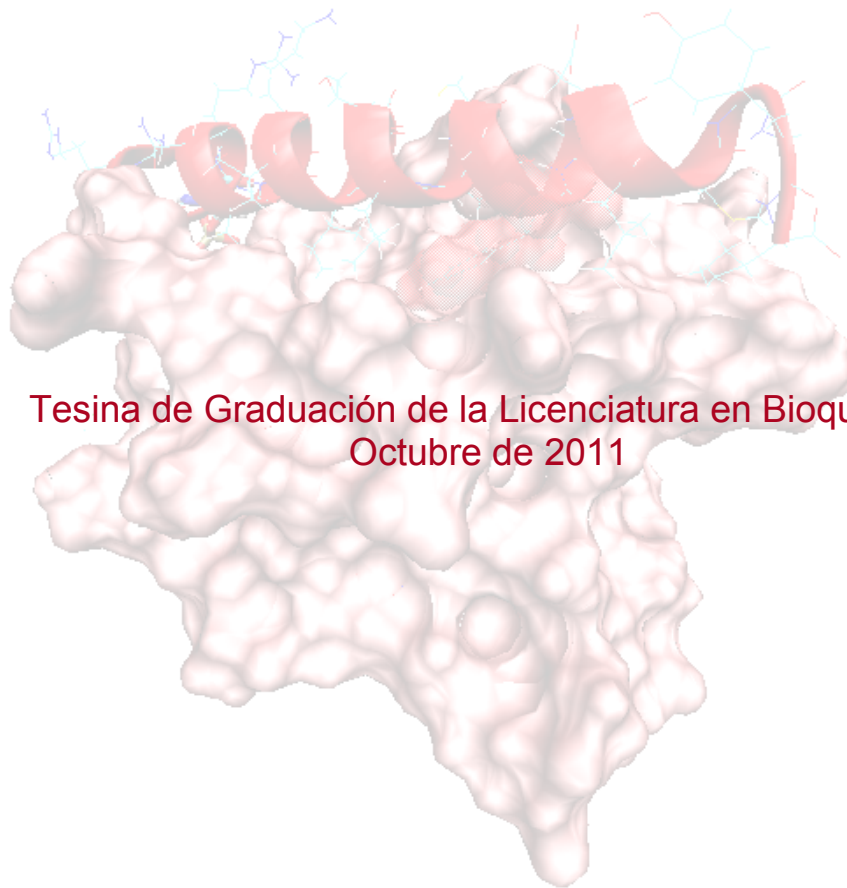 Tesina de Graduación de la Licenciatura en
Octubre de 2011